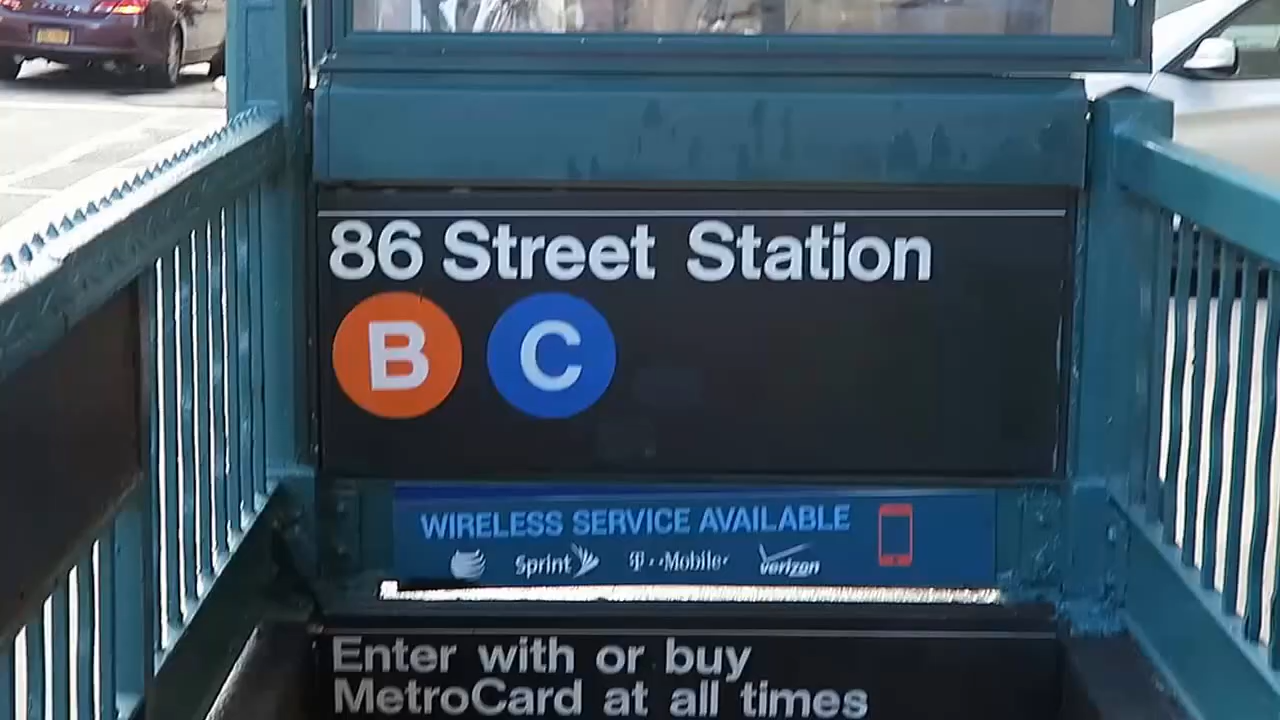 86 Street Station
B C
WIRELESS SERVICE AVAILABLE
Sprint T··Mobile· verizon
Enter with or buy
MetroCard at all times